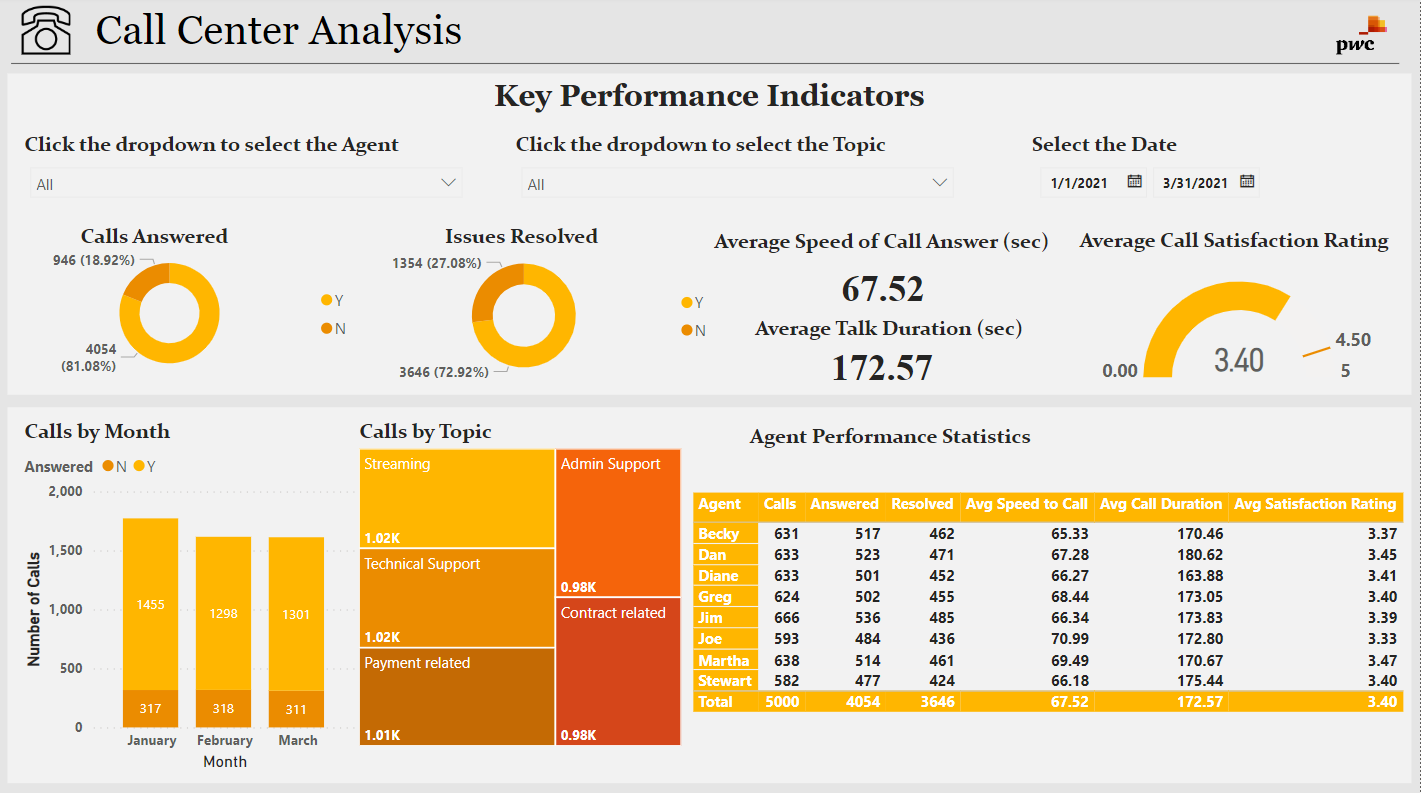 Call Center Analysis
pwc
Key Performance Indicators
Click the dropdown to select the Agent
All
Click the dropdown to select the Topic
All
Select the Date
1/1/2021 3/31/2021
Calls Answered
946 (18.92%)
4054
(81.08%)
Y
N
Issues Resolved
1354 (27.08%)
3646 (72.92%)
Y
N
Average Speed of Call Answer (sec)
67.52
Average Talk Duration (sec)
172.57
Average Call Satisfaction Rating
0.00
3.40
4.50
5
Calls by Month
Answered N Y
Number of Calls
2,000
1,500
1,000
500
0
1455 1298 1301
317 318 311
January February March
Month
Calls by Topic
Streaming
1.02K
Technical Support
1.02K
Payment related
1.01K
Admin Support
0.98K
Contract related
0.98K
Agent Performance Statistics
Agent Calls Answered Resolved Avg Speed to Call Avg Call Duration Avg Satisfaction Rating
Becky 631 517 462 65.33 170.46 3.37
Dan 633 523 471 67.28 180.62 3.45
Diane 633 501 452 66.27 163.88 3.41
Greg 624 502 455 68.44 173.05 3.40
Jim 666 536 485 66.34 173.83 3.39
Joe 593 484 436 70.99 172.80 3.33
Martha 638 514 461 69.49 170.67 3.47
Stewart 582 477 424 66.18 175.44 3.40
Total 5000 4054 3646 67.52 172.57 3.40